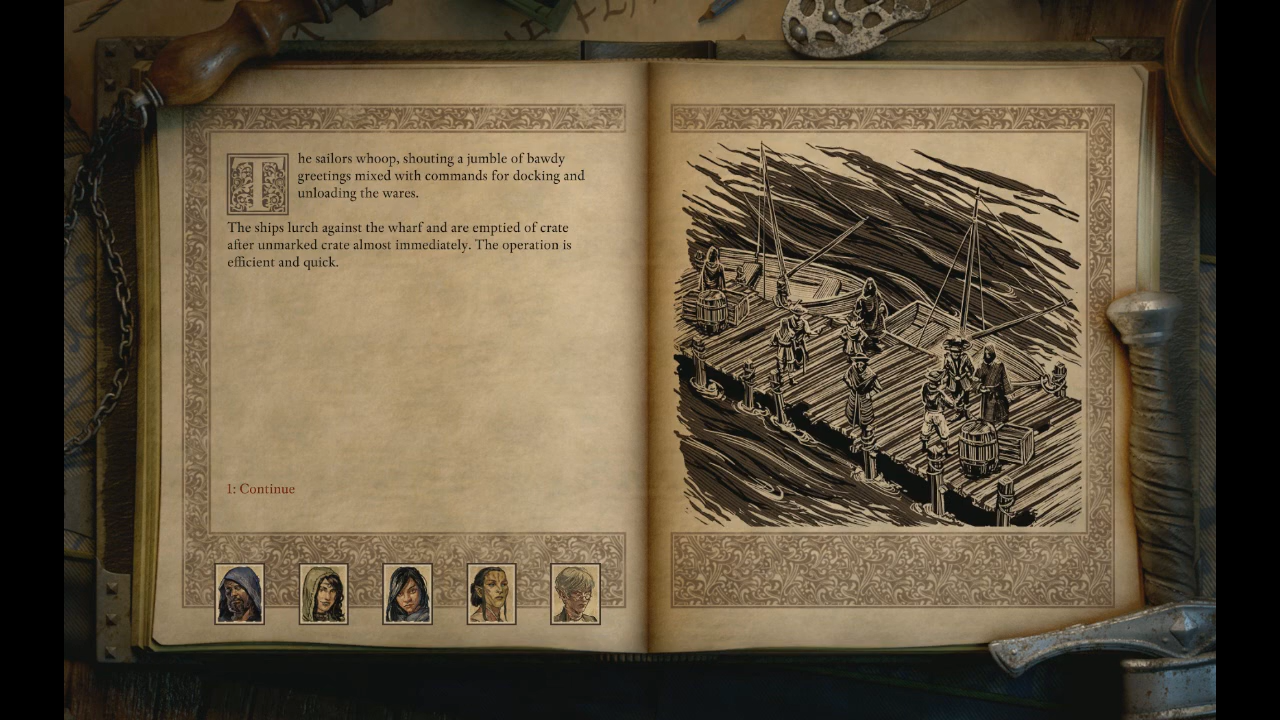 The sailors whoop, shouting a jumble of bawdy
greetings mixed with commands for docking and
unloading the wares.
The ships lurch against the wharf and are emptied of crate
after unmarked crate almost immediately. The operation is
efficient and quick.
1: Continue